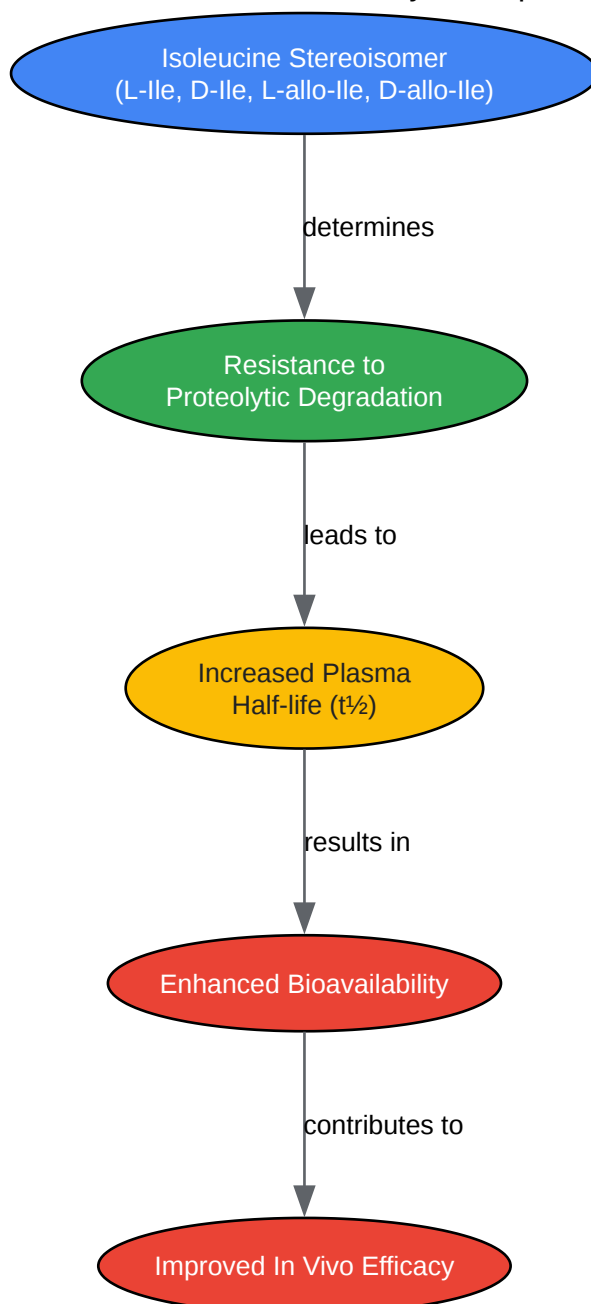 Isoleucine Stereoisomer
(L-Ile, D-Ile, L-allo-Ile, D-allo-Ile)
determines
Resistance to
Proteolytic Degradation
leads to
Increased Plasma
Half-life (t½)
results in
Enhanced Bioavailability
contributes to
Improved In Vivo Efficacy